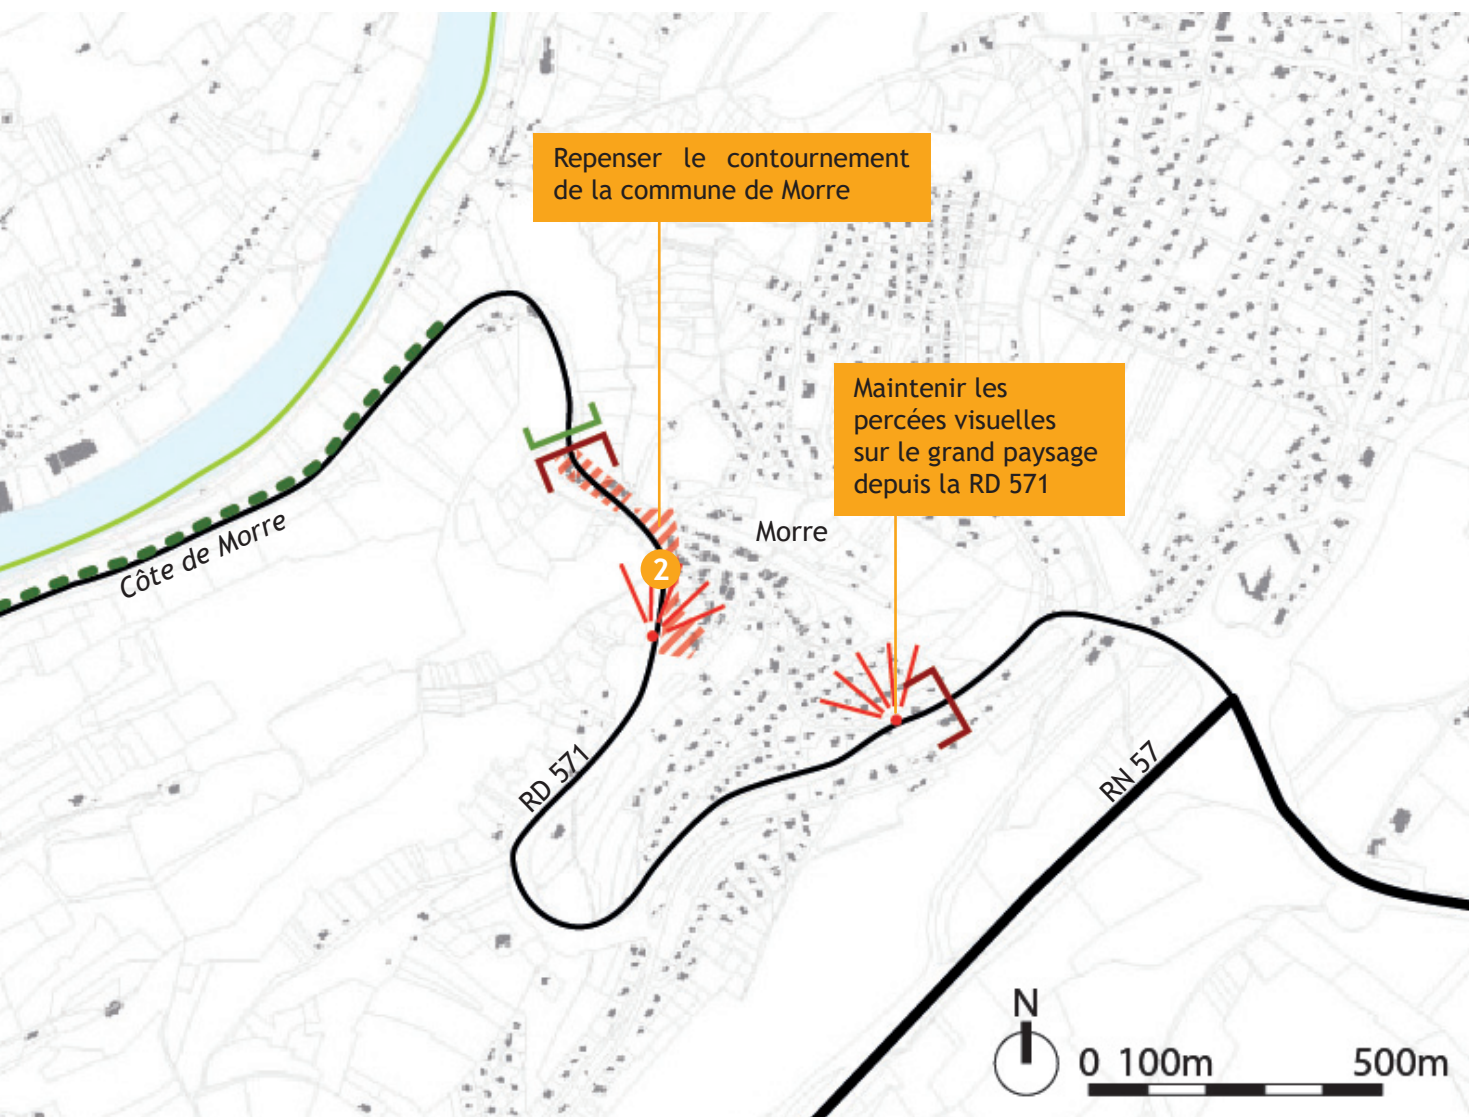 Repenser le contournement
de la commune de Morre
Maintenir les
percées visuelles
sur le grand paysage
depuis la RD 571
Morre
Côte de Morre
2
RD 571
RN 57
N
0 100m 500m